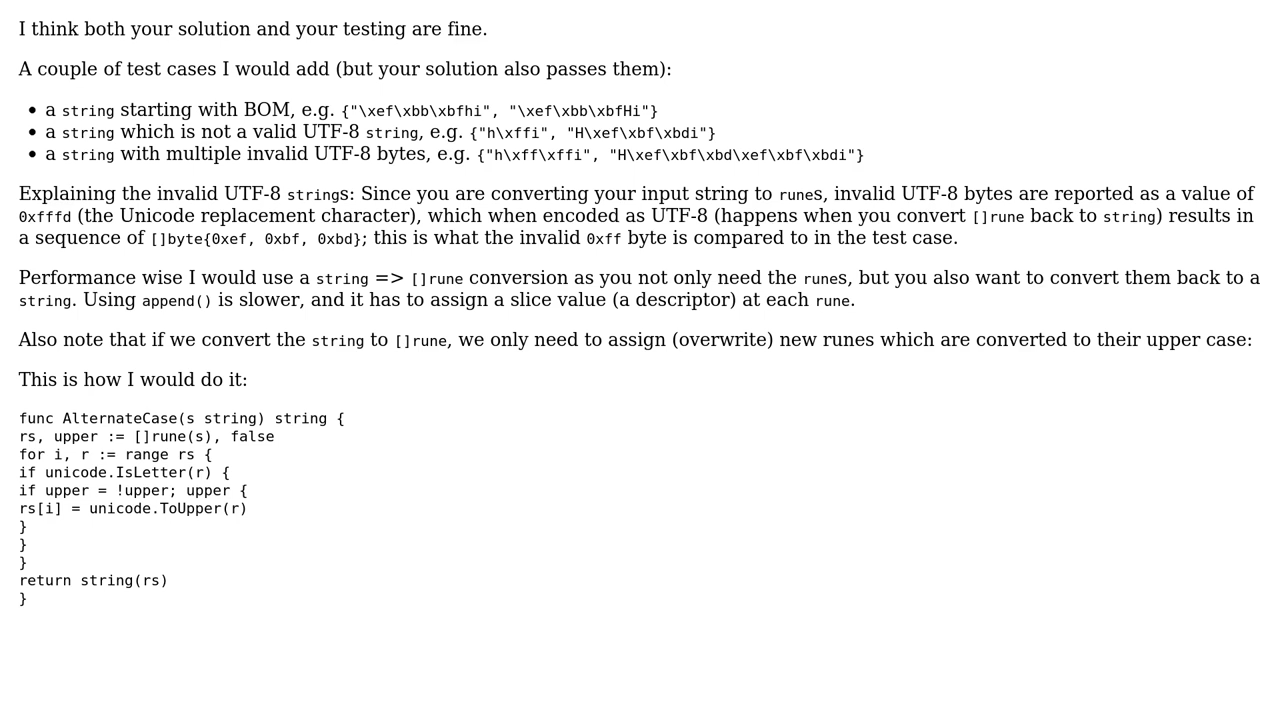 I think both your solution and your testing are fine.
A couple of test cases I would add (but your solution also passes them):
• a string starting with BOM, e.g. {"\xef\xbb\xbfhi", "\xef\xbb\xbfHi"}
• a string which is not a valid UTF-8 string, e.g. {"h\xffi", "H\xef\xbf\xbdi"}
• a string with multiple invalid UTF-8 bytes, e.g. {"h\xff\xffi", "H\xef\xbf\xbd\xef\xbf\xbdi"}
Explaining the invalid UTF-8 strings: Since you are converting your input string to runes, invalid UTF-8 bytes are reported as a value of
0xfffd (the Unicode replacement character), which when encoded as UTF-8 (happens when you convert []rune back to string) results in
a sequence of []byte{0xef, 0xbf, 0xbd}; this is what the invalid 0xff byte is compared to in the test case.
Performance wise I would use a string => []rune conversion as you not only need the runes, but you also want to convert them back to a
string. Using append() is slower, and it has to assign a slice value (a descriptor) at each rune.
Also note that if we convert the string to []rune, we only need to assign (overwrite) new runes which are converted to their upper case:
This is how I would do it:
func AlternateCase(s string) string {
rs, upper := []rune(s), false
for i, r := range rs {
if unicode.IsLetter(r) {
if upper = !upper; upper {
rs[i] = unicode.ToUpper(r)
}
}
}
return string(rs)
}